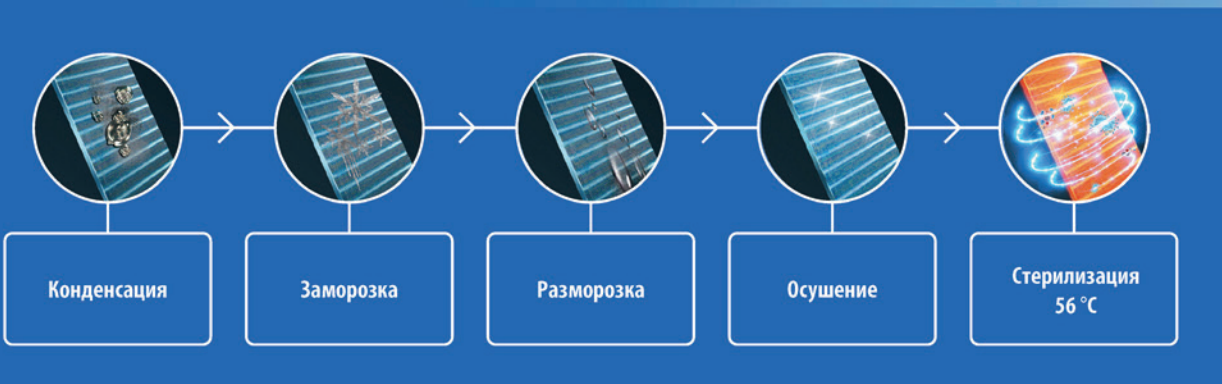 Конденсация
Заморозка
Разморозка
Осушение
Стерилизация
56 °C